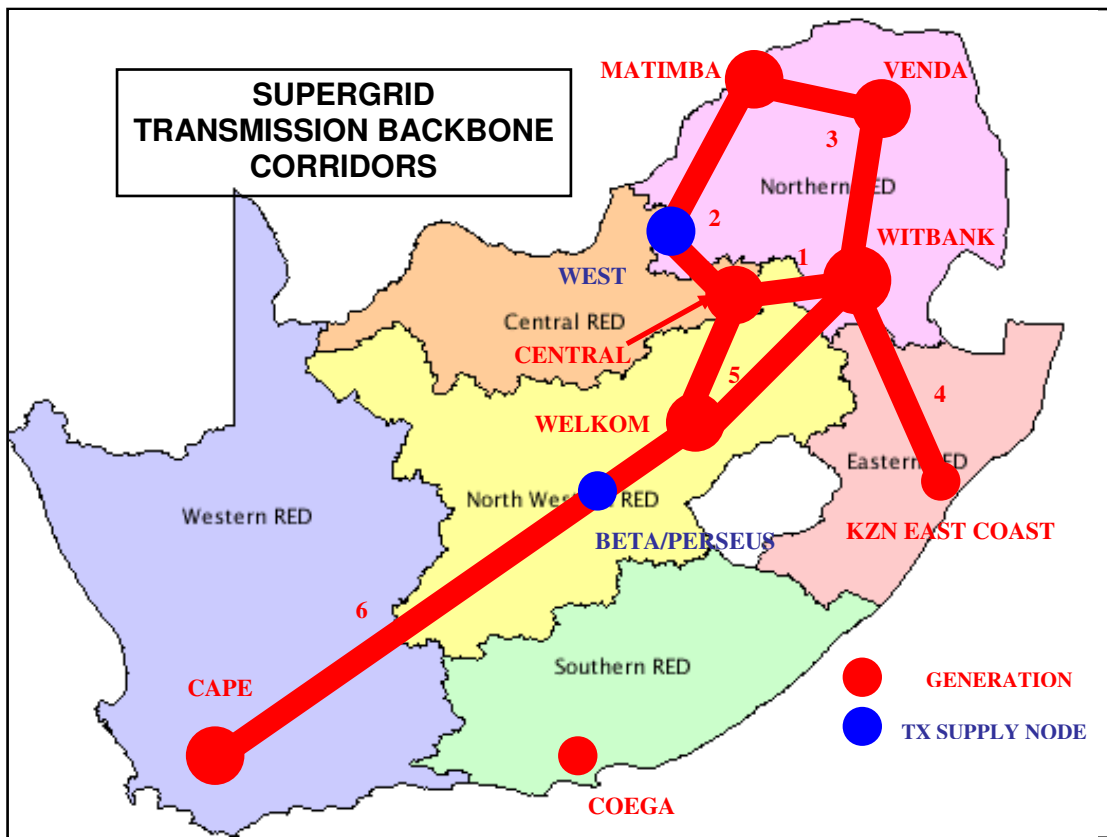 SUPERGRID
TRANSMISSION BACKBONE
CORRIDORS
MATIMBA
VENDA
3
Northern RED
2
WITBANK
1
WEST
Central RED
CENTRAL
5
4
WELKOM
Eastern RED
North Western RED
Western RED
BETA/PERSEUS
KZN EAST COAST
6
Southern RED
CAPE
GENERATION
TX SUPPLY NODE
COEGA